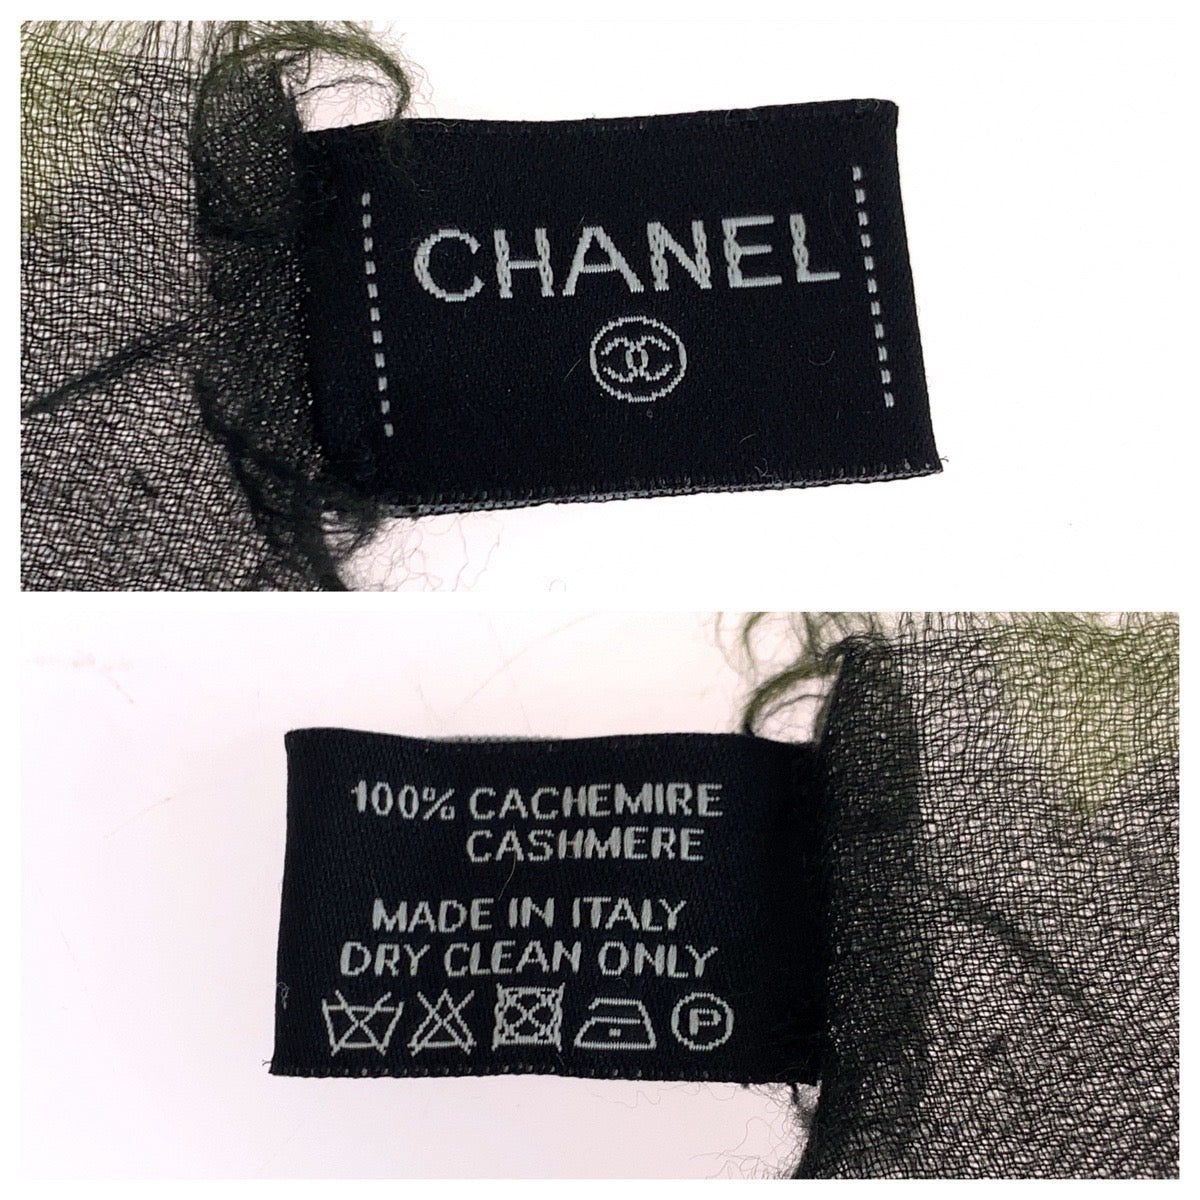 CHANEL
100% CACHEMIRE
CASHMERE
MADE IN ITALY
DRY CLEAN ONLY
P